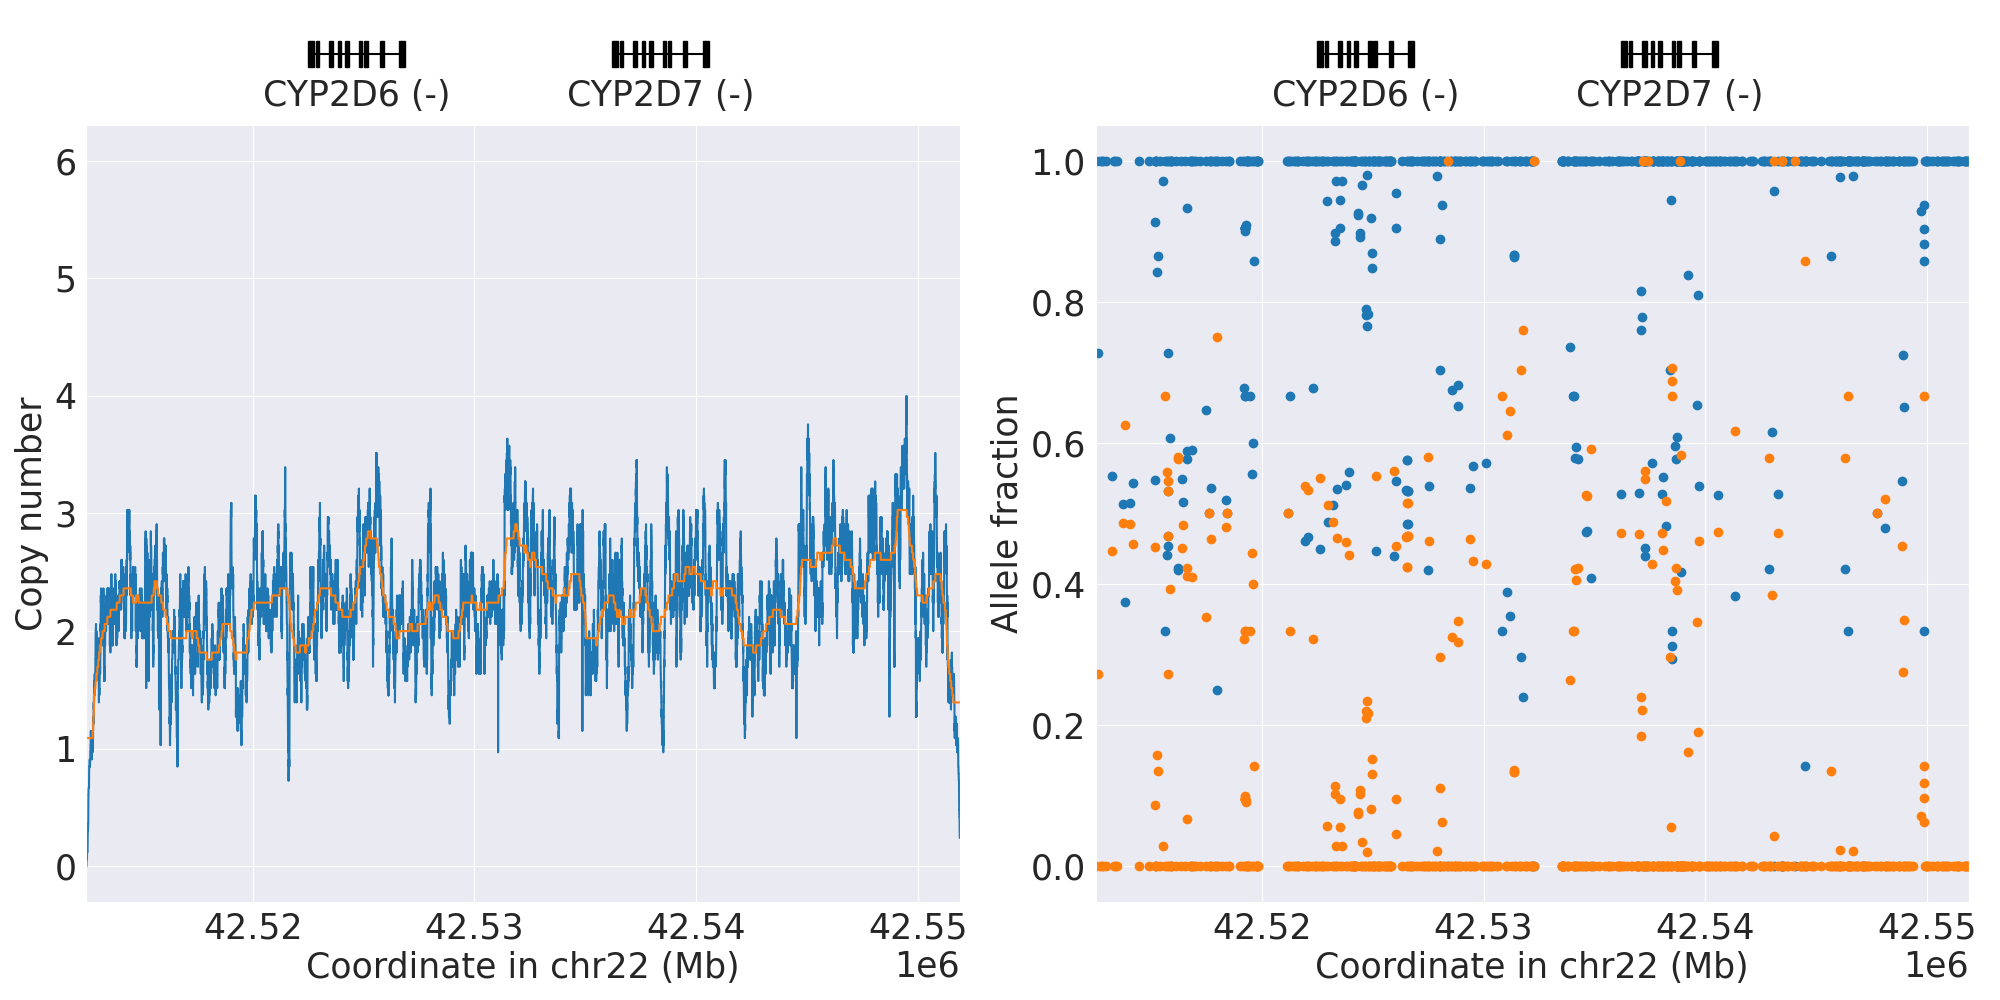 CYP2D6 (-) CYP2D7 (-)
6
5
4
3
2
1
0
Copy number
42.52 42.53 42.54 42.55
Coordinate in chr22 (Mb) 1e6
CYP2D6 (-) CYP2D7 (-)
1.0
0.8
0.6
0.4
0.2
0.0
Allele fraction
42.52 42.53 42.54 42.55
Coordinate in chr22 (Mb) 1e6